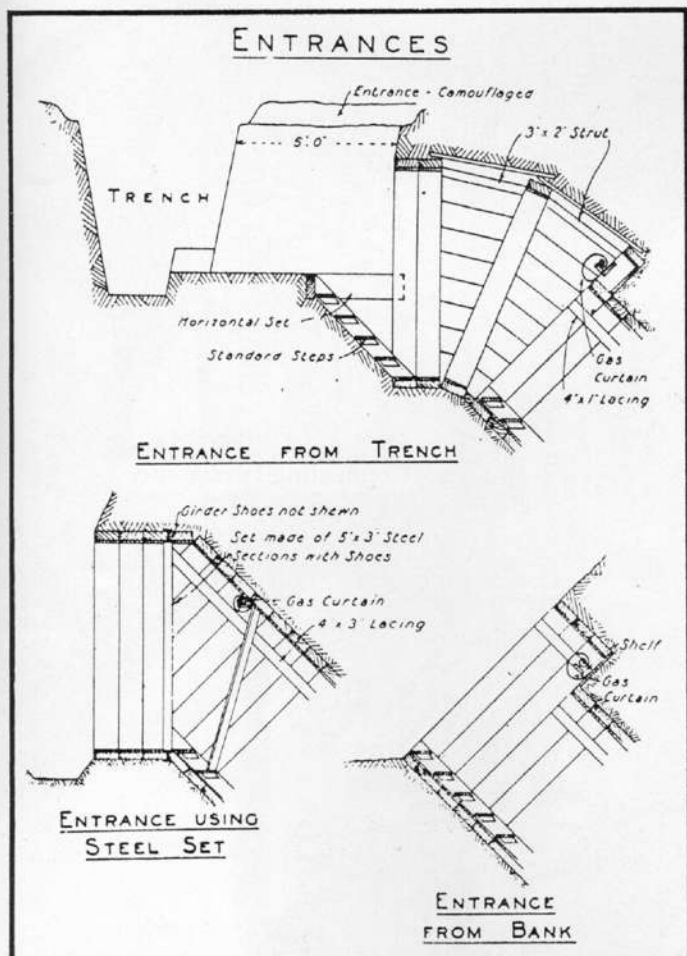 ENTRANCES
Entrance - Camouflaged
5'. 0"
3" x 2" Strut
TRENCH
Horizontal Set
Standard Steps
Gas
Curtain
4" x 1" Lacing
ENTRANCE FROM TRENCH
Girder Shoes not shewn
Set made of 5" x 3" Steel
Sections with Shoes
Gas Curtain
4 x 3' Lacing
Shelf
Gas
Curtain
ENTRANCE USING
STEEL SET
ENTRANCE
FROM BANK